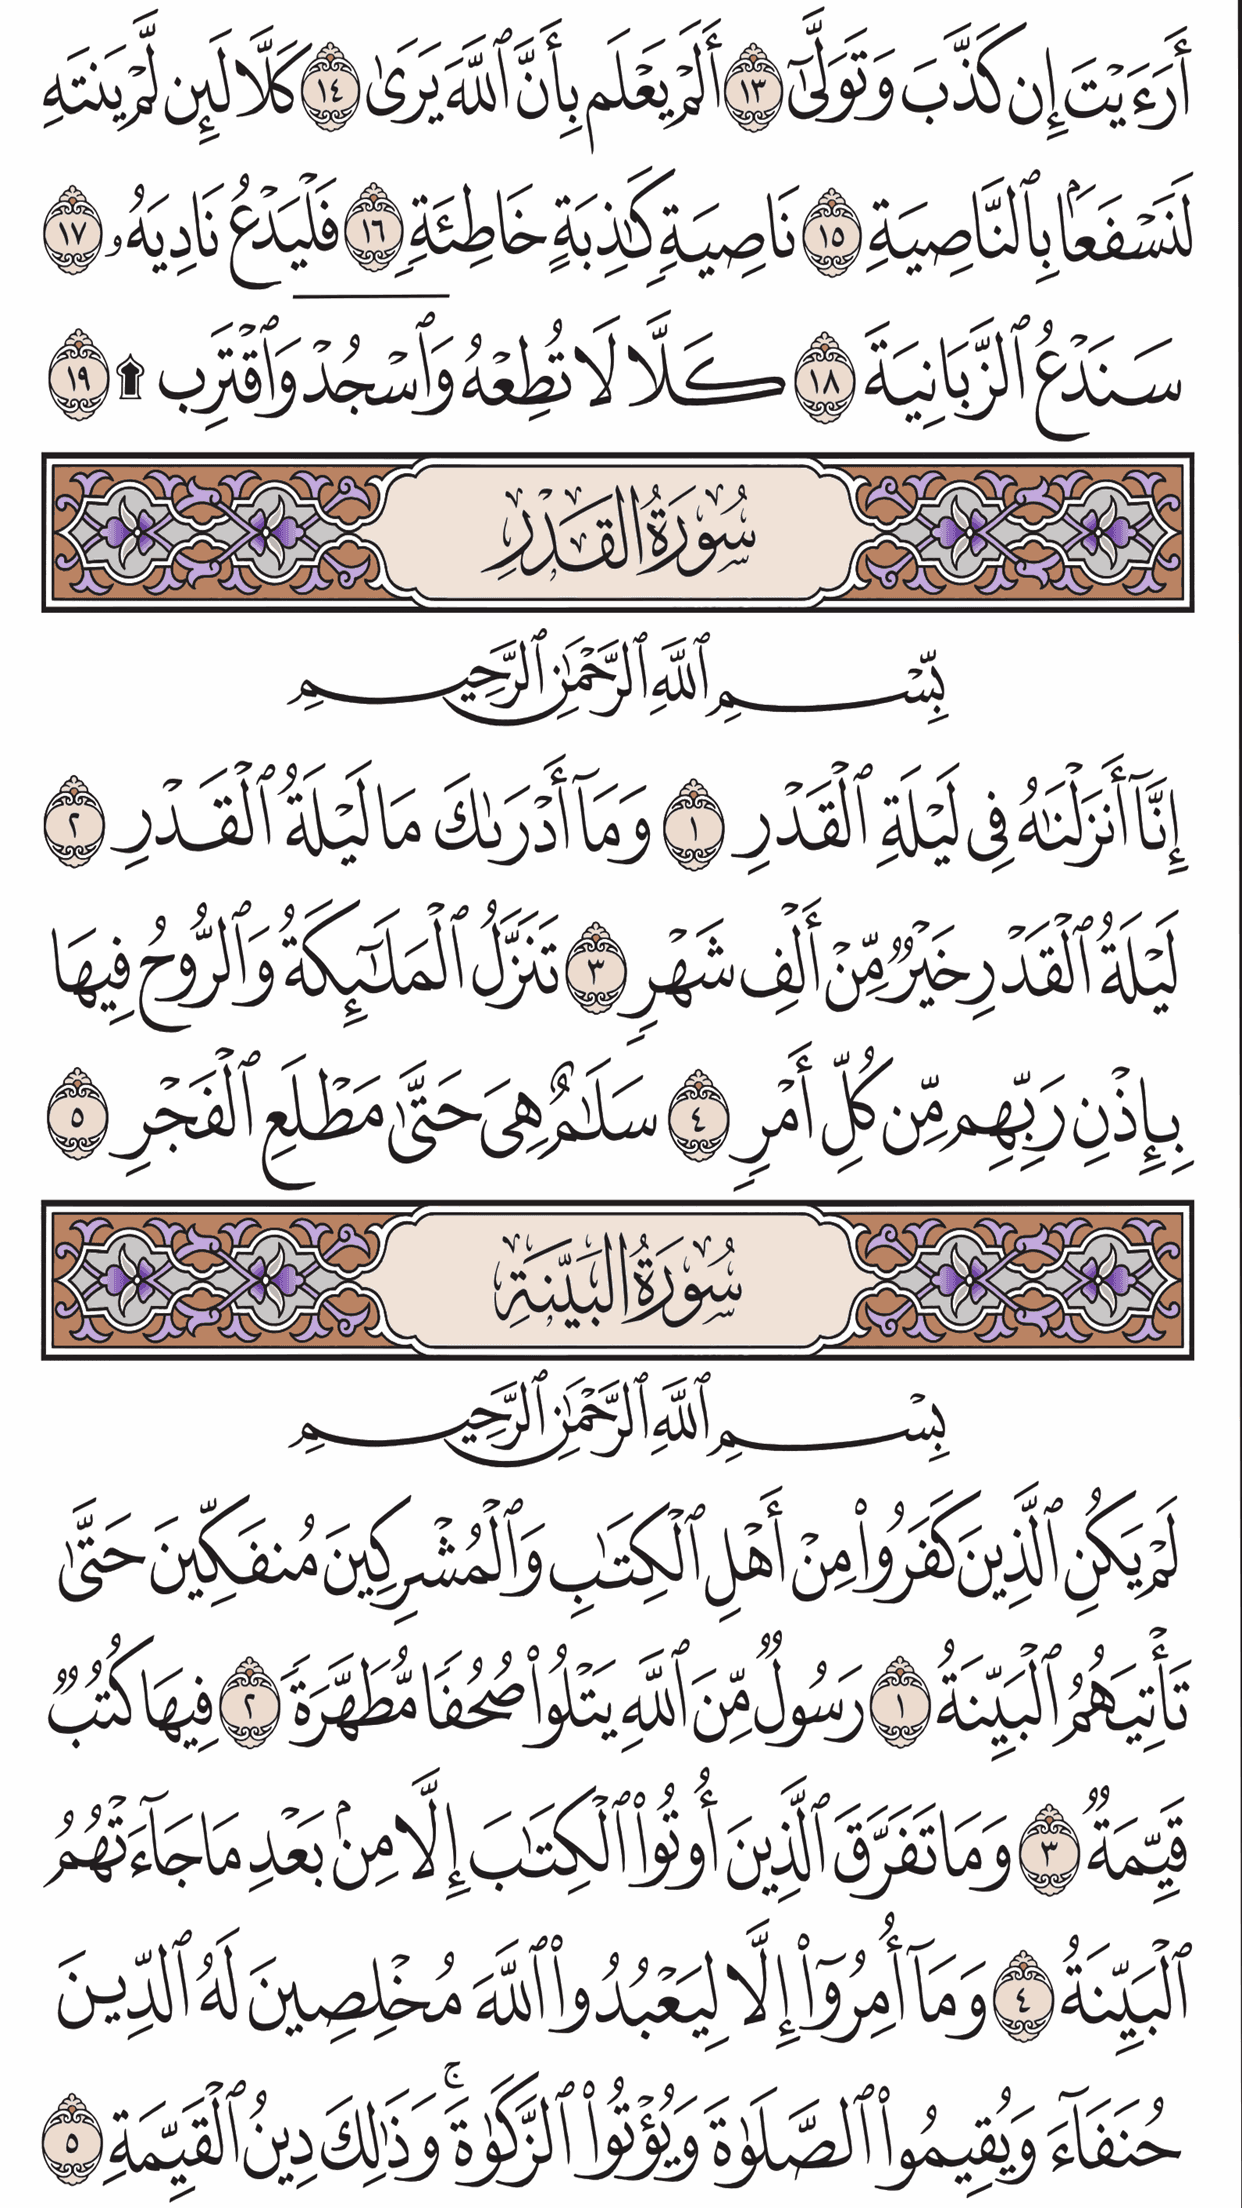 أَرَءَيْتَ إِن كَذَّبَ وَتَوَلَّىٰٓ ١٣ أَلَمْ يَعْلَم بِأَنَّ ٱللَّهَ يَرَىٰ ١٤ كَلَّا لَئِن لَّمْ يَنتَهِ
لَنَسْفَعَۢا بِٱلنَّاصِيَةِ ١٥ نَاصِيَةٍ كَٰذِبَةٍ خَاطِئَةٍ ١٦ فَلْيَدْعُ نَادِيَهُۥ ١٧
سَنَدْعُ ٱلزَّبَانِيَةَ ١٨ كَلَّا لَا تُطِعْهُ وَٱسْجُدْ وَٱقْتَرِب ۩ ١٩
سُورَةُ القَدْرِ
بِّسْمِ ٱللَّهِ ٱلرَّحْمَٰنِ ٱلرَّحِيمِ
إِنَّآ أَنزَلْنَٰهُ فِى لَيْلَةِ ٱلْقَدْرِ ١ وَمَآ أَدْرَىٰكَ مَا لَيْلَةُ ٱلْقَدْرِ ٢
لَيْلَةُ ٱلْقَدْرِ خَيْرٌ مِّنْ أَلْفِ شَهْرٍ ٣ تَنَزَّلُ ٱلْمَلَٰٓئِكَةُ وَٱلرُّوحُ فِيهَا
بِإِذْنِ رَبِّهِم مِّن كُلِّ أَمْرٍ ٤ سَلَٰمٌ هِىَ حَتَّىٰ مَطْلَعِ ٱلْفَجْرِ ٥
سُورَةُ البَيِّنَةِ
بِسْمِ ٱللَّهِ ٱلرَّحْمَٰنِ ٱلرَّحِيمِ
لَمْ يَكُنِ ٱلَّذِينَ كَفَرُوا۟ مِنْ أَهْلِ ٱلْكِتَٰبِ وَٱلْمُشْرِكِينَ مُنفَكِّينَ حَتَّىٰ
تَأْتِيَهُمُ ٱلْبَيِّنَةُ ١ رَسُولٌ مِّنَ ٱللَّهِ يَتْلُوا۟ صُحُفًا مُّطَهَّرَةً ٢ فِيهَا كُتُبٌ
قَيِّمَةٌ ٣ وَمَا تَفَرَّقَ ٱلَّذِينَ أُوتُوا۟ ٱلْكِتَٰبَ إِلَّا مِنۢ بَعْدِ مَا جَآءَتْهُمُ
ٱلْبَيِّنَةُ ٤ وَمَآ أُمِرُوٓا۟ إِلَّا لِيَعْبُدُوا۟ ٱللَّهَ مُخْلِصِينَ لَهُ ٱلدِّينَ
حُنَفَآءَ وَيُقِيمُوا۟ ٱلصَّلَوٰةَ وَيُؤْتُوا۟ ٱلزَّكَوٰةَ ۚ وَذَٰلِكَ دِينُ ٱلْقَيِّمَةِ ٥